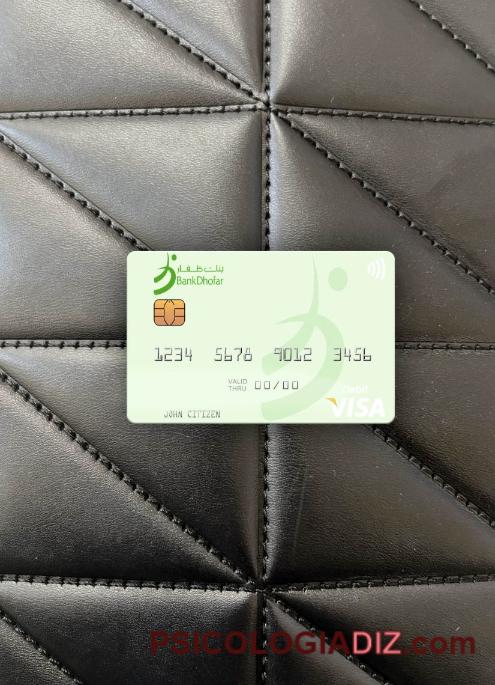 بنك ظفار
BankDhofar
1234 5678 9012 3456
VALID
THRU 00/00
Debit
VISA
JOHN CITIZEN
PSICOLOGIADIZ.com